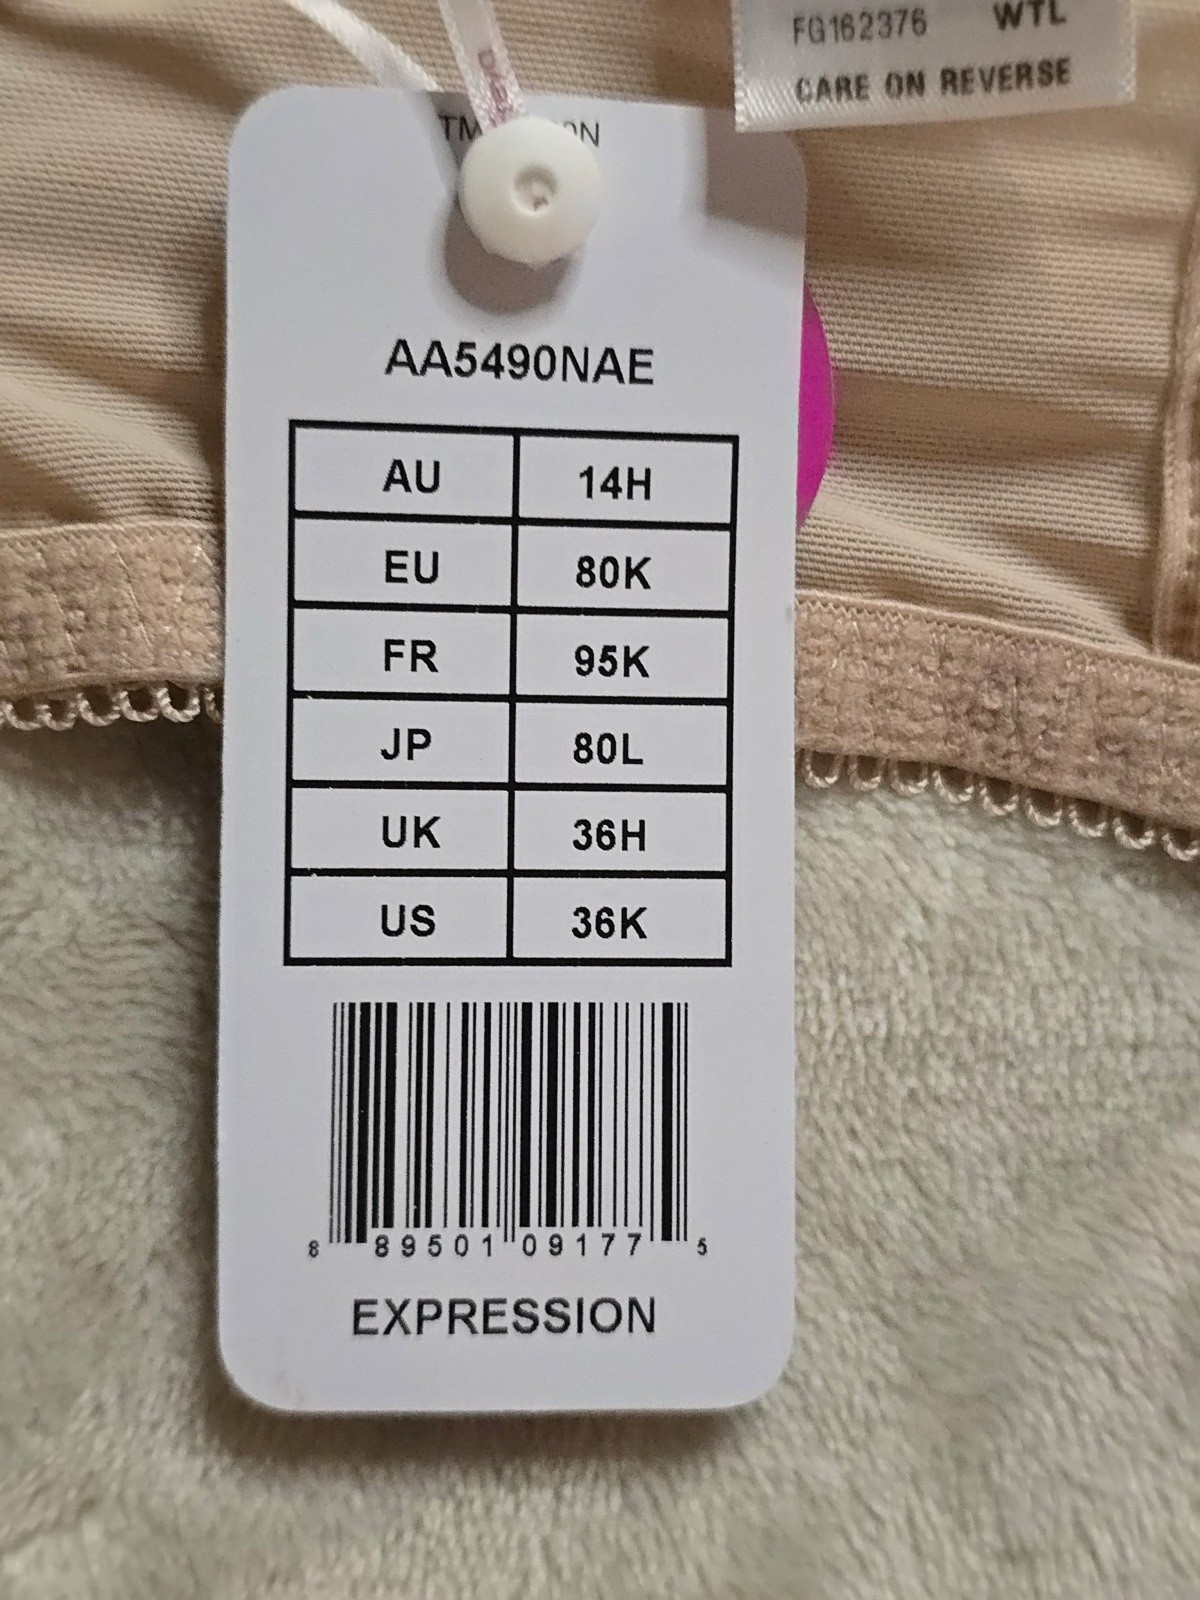 FG162376 WTL
CARE ON REVERSE
AA5490NAE
AU 14H
EU 80K
FR 95K
JP 80L
UK 36H
US 36K
8 89501 09177 5
EXPRESSION